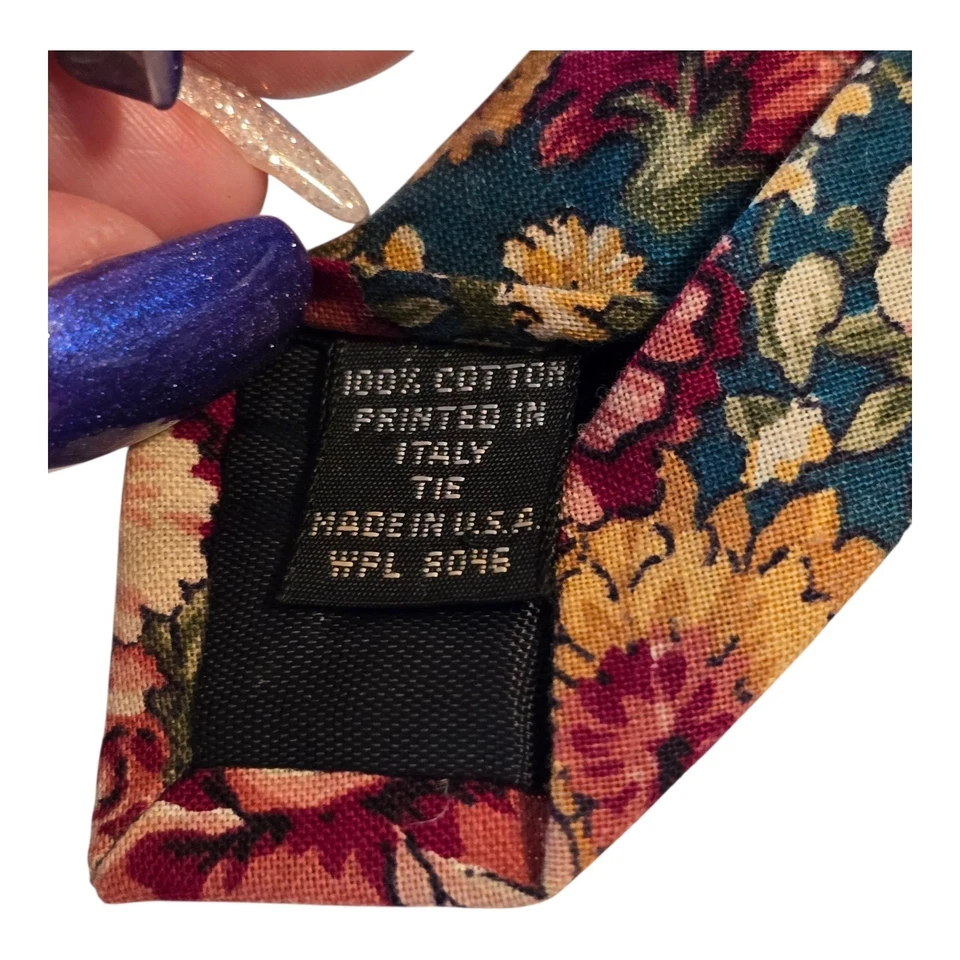 100% COTTON
PRINTED IN
ITALY
TIE
MADE IN U.S.A.
WPL 8046